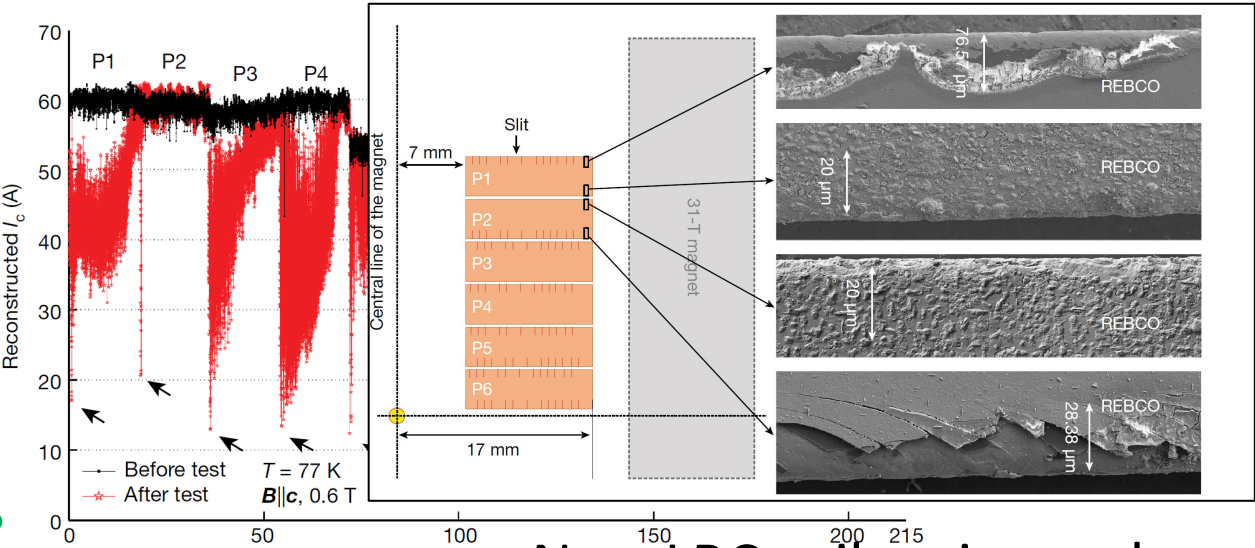 70
60
50
40
30
20
10
0
Reconstructed Ic (A)
P1
P2
P3
P4
Before test
After test
T = 77 K
B||c, 0.6 T
0
50
100
150
200
215
Central line of the magnet
7 mm
Slit
P1
P2
P3
P4
P5
P6
17 mm
31-T magnet
76.57 µm
REBCO
20 µm
REBCO
20 µm
REBCO
28.38 µm
REBCO